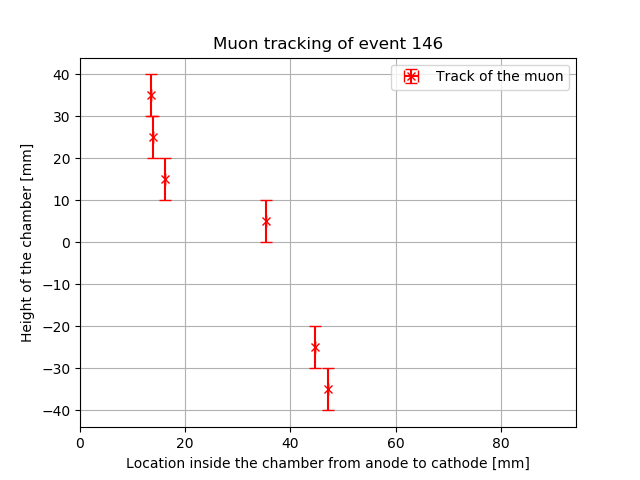 Muon tracking of event 146
Track of the muon
Height of the chamber [mm]
40
30
20
10
0
−10
−20
−30
−40
0 20 40 60 80
Location inside the chamber from anode to cathode [mm]